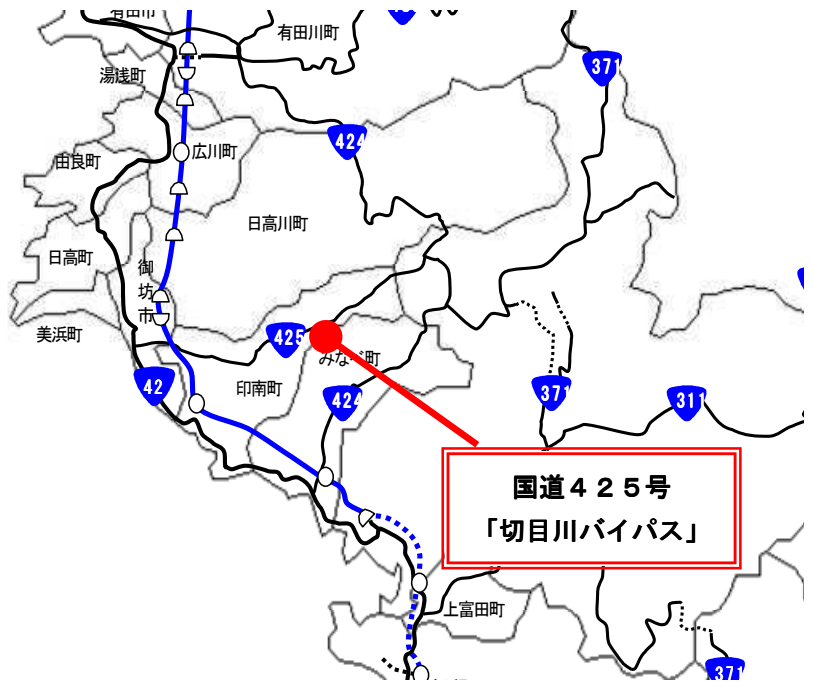 有田市
有田川町
371
湯浅町
424
広川町
由良町
日高川町
日高町
御坊市
美浜町
425
みなべ町
42
印南町
424
371
311
国道４２５号
「切目川バイパス」
上富田町
371